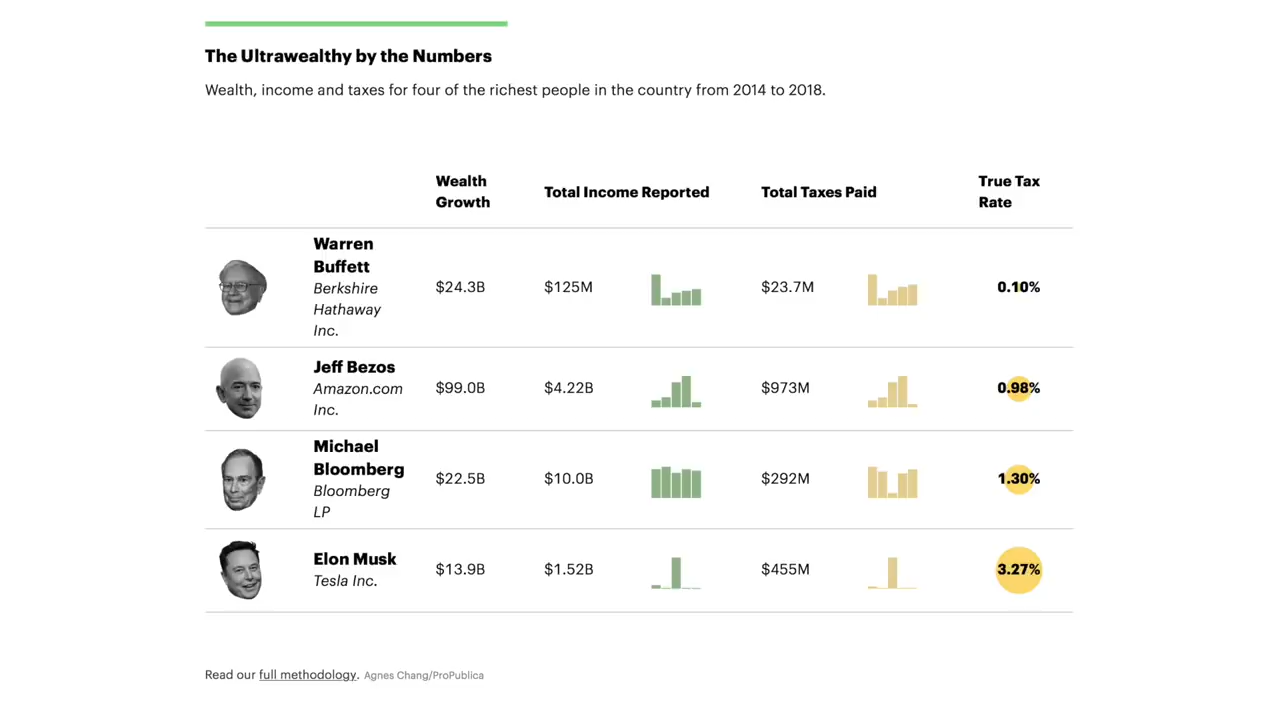 The Ultrawealthy by the Numbers
Wealth, income and taxes for four of the richest people in the country from 2014 to 2018.
Wealth
Growth
Total Income Reported
Total Taxes Paid
True Tax
Rate
Warren
Buffett
Berkshire
Hathaway
Inc.
$24.3B
$125M
$23.7M
0.10%
Jeff Bezos
Amazon.com
Inc.
$99.0B
$4.22B
$973M
0.98%
Michael
Bloomberg
Bloomberg
LP
$22.5B
$10.0B
$292M
1.30%
Elon Musk
Tesla Inc.
$13.9B
$1.52B
$455M
3.27%
Read our full methodology. Agnes Chang/ProPublica